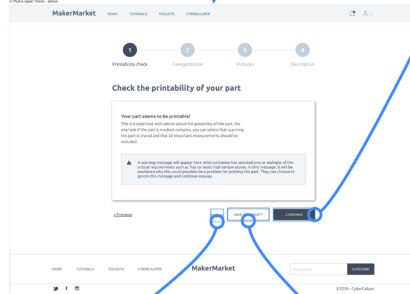 Post a repair: Check - advice
MakerMarket
HOME TUTORIALS TOOLKITS CYBERCALIPER
1 2 3 4
Printability check Categorisation Pictures Description
Check the printability of your part
Your part seems to be printable!
This is a small text with advice about the printability of the part. For
example if the part is medium complex, you can advise that scanning
the part is crucial and that all important measurements should be
included.
A warning message will appear here when someone has selected one or multiple of the
critical requirements such as 'has to resist high temperatures'. In this message, it will be
explained why this could possibly be a problem for printing the part. They can choose to
ignore this message and continue anyway.
< Previous
CONTINUE
HOME TUTORIALS TOOLKITS CYBERCALIPER MakerMarket
SUBSCRIBE
©2020 - CyberCaliper